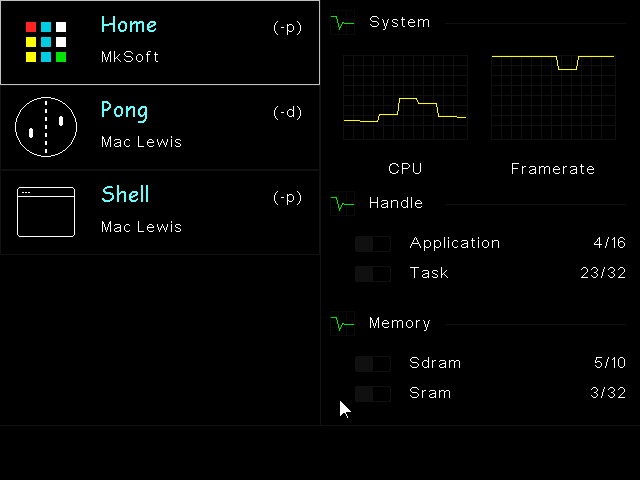 Home (-p)
MkSoft
Pong (-d)
Mac Lewis
Shell (-p)
Mac Lewis
System
CPU Framerate
Handle
Application 4/16
Task 23/32
Memory
Sdram 5/10
Sram 3/32